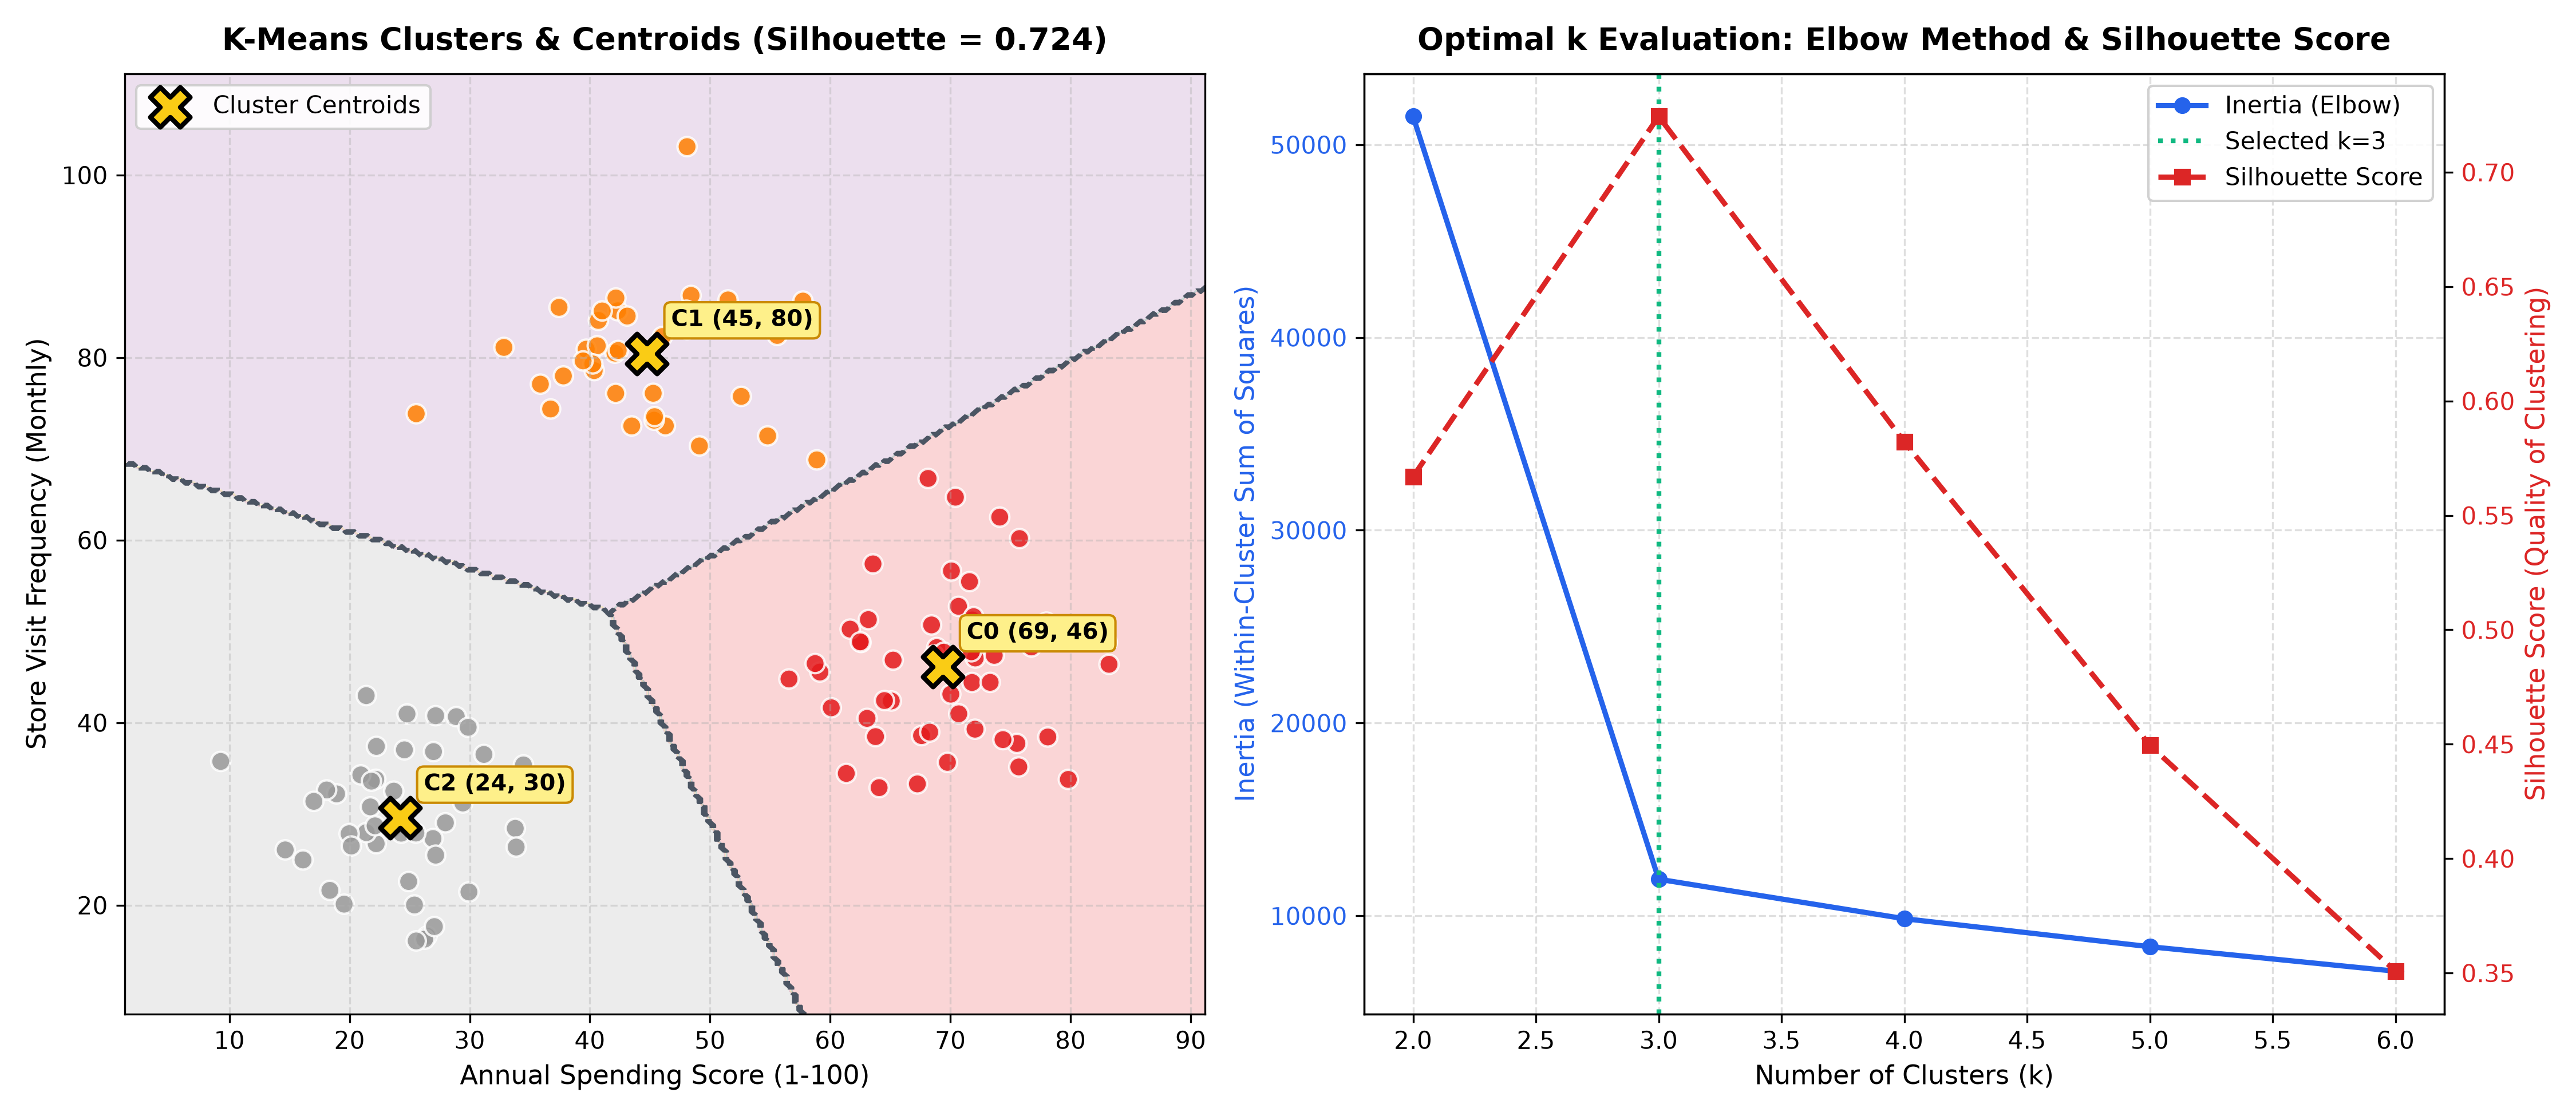 K-Means Clusters & Centroids (Silhouette = 0.724)
Cluster Centroids
Store Visit Frequency (Monthly)
100
80
60
40
20
C1 (45, 80)
C0 (69, 46)
C2 (24, 30)
10 20 30 40 50 60 70 80 90
Annual Spending Score (1-100)
Optimal k Evaluation: Elbow Method & Silhouette Score
Inertia (Elbow)
Selected k=3
Silhouette Score
Inertia (Within-Cluster Sum of Squares)
50000
40000
30000
20000
10000
0.70
0.65
0.60
0.55
0.50
0.45
0.40
0.35
Silhouette Score (Quality of Clustering)
2.0 2.5 3.0 3.5 4.0 4.5 5.0 5.5 6.0
Number of Clusters (k)